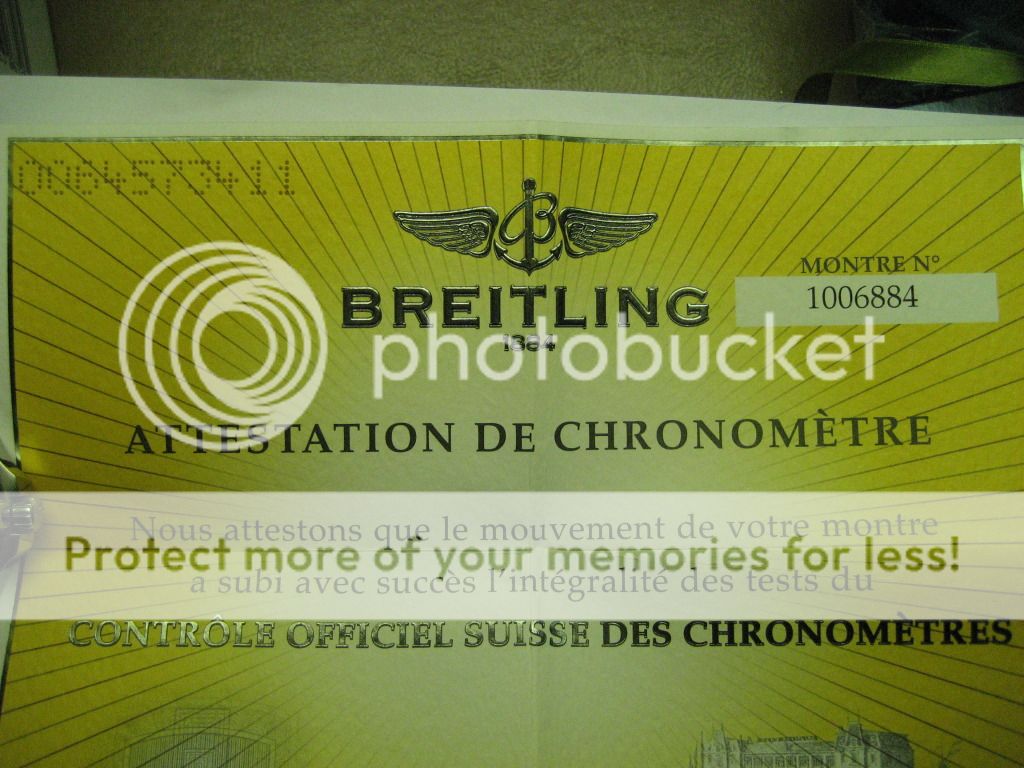 0064573411
BREITLING
1884
MONTRE N°
1006884
photobucket
ATTESTATION DE CHRONOMÈTRE
Nous attestons que le mouvement de votre montre
Protect more of your memories for less!
a subi avec succès l'intégralité des tests du
CONTRÔLE OFFICIEL SUISSE DES CHRONOMÈTRES